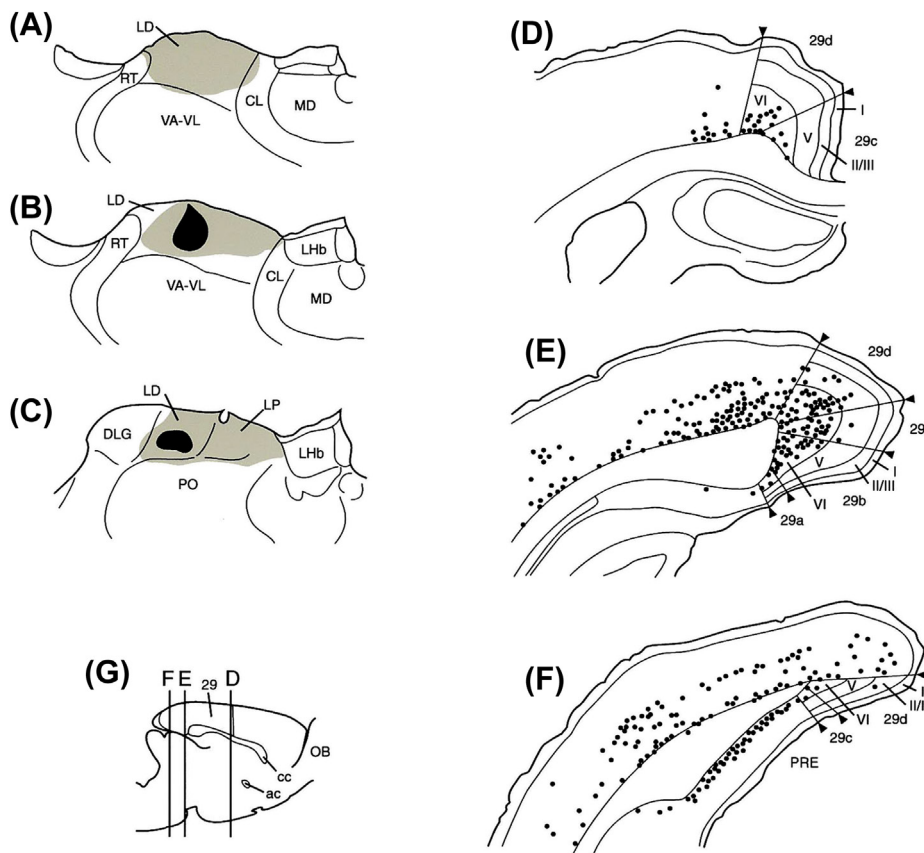 (A)
LD
RT
CL
MD
VA-VL
(B)
LD
RT
LHb
CL
VA-VL
MD
(C)
LD
LP
DLG
LHb
PO
(G)
F E 29 D
OB
cc
ac
(D)
29d
VI
I
V
29c
II/III
(E)
29d
29
V
I
II/III
VI
29b
29a
(F)
V
I
II/I
VI
29d
29c
PRE